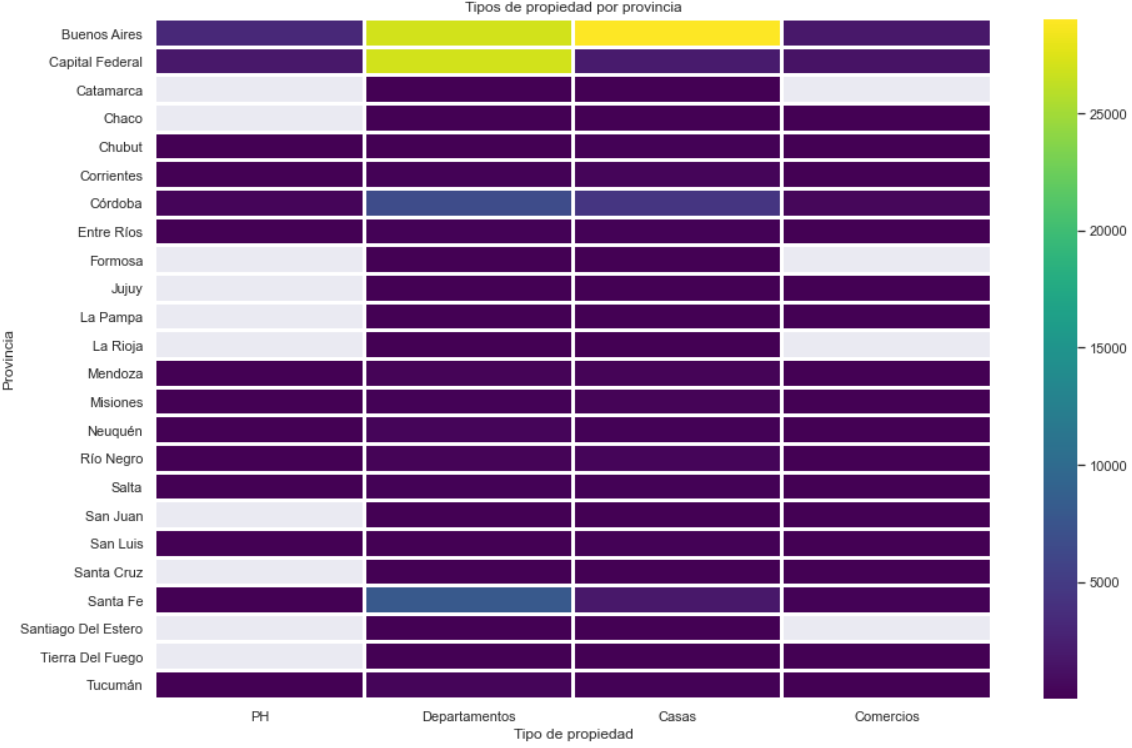 Tipos de propiedad por provincia
Buenos Aires
Capital Federal
Catamarca
Chaco
Chubut
Corrientes
Córdoba
Entre Ríos
Formosa
Jujuy
La Pampa
La Rioja
Mendoza
Misiones
Neuquén
Río Negro
Salta
San Juan
San Luis
Santa Cruz
Santa Fe
Santiago Del Estero
Tierra Del Fuego
Tucumán
Provincia
PH Departamentos Casas Comercios
Tipo de propiedad
25000
20000
15000
10000
5000